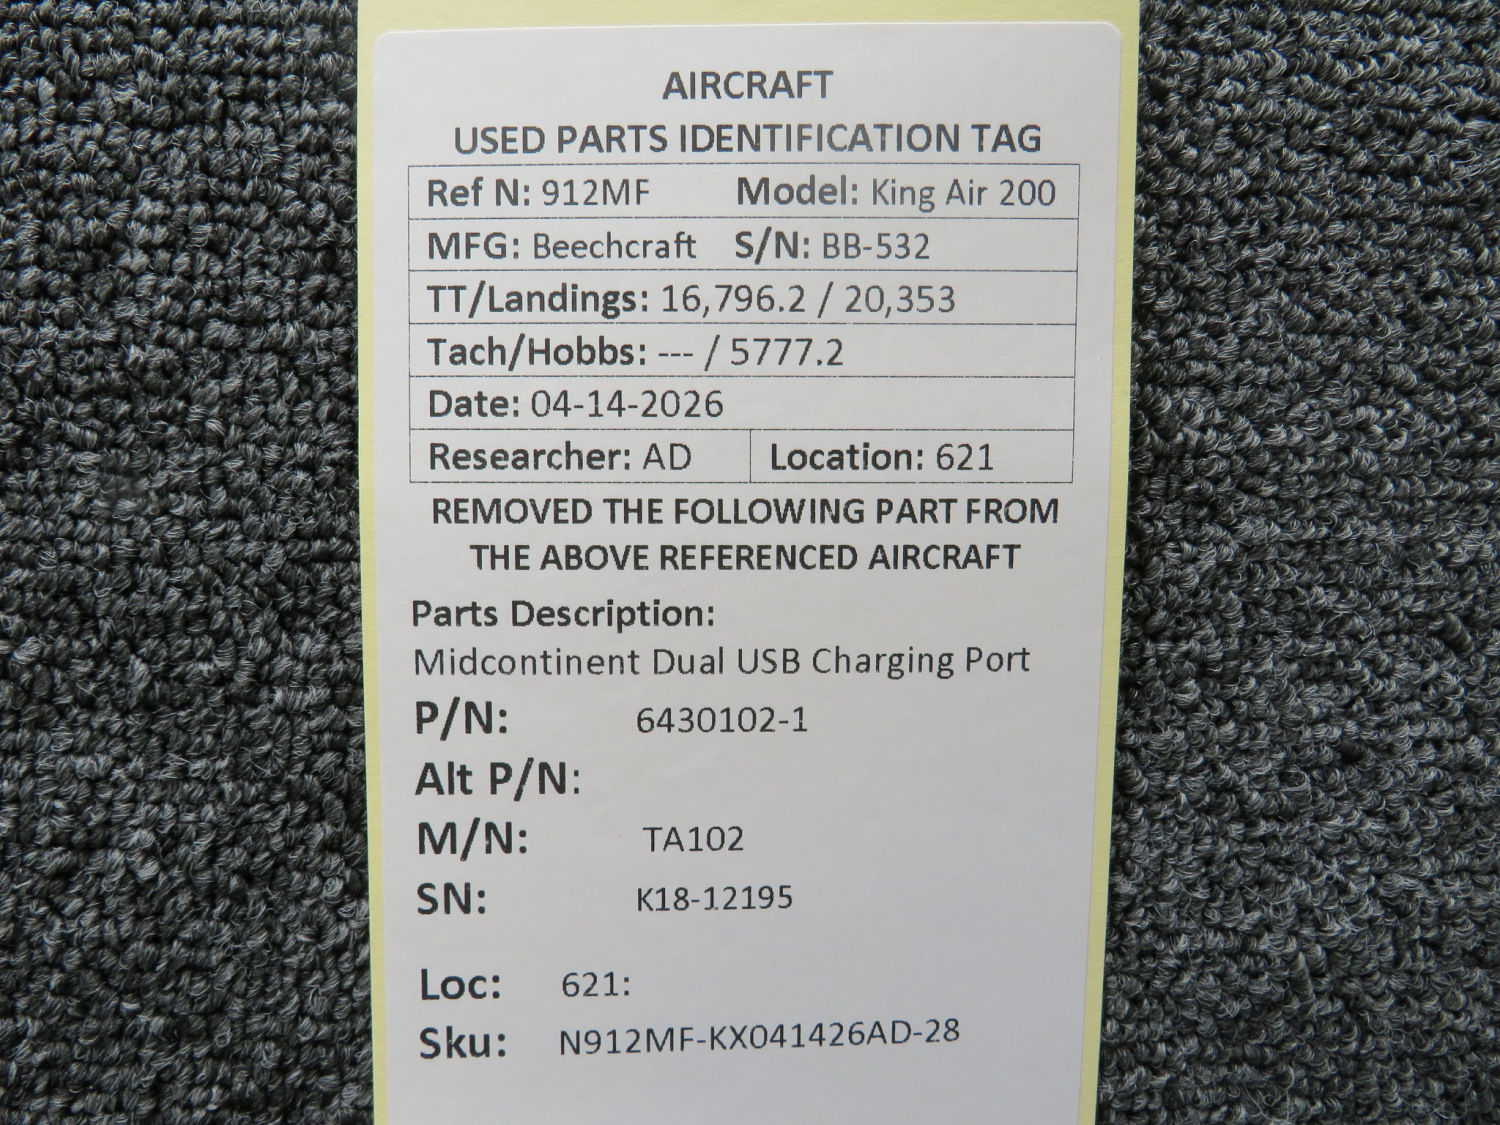 AIRCRAFT
USED PARTS IDENTIFICATION TAG
Ref N: 912MF Model: King Air 200
MFG: Beechcraft S/N: BB-532
TT/Landings: 16,796.2 / 20,353
Tach/Hobbs: --- / 5777.2
Date: 04-14-2026
Researcher: AD Location: 621
REMOVED THE FOLLOWING PART FROM
THE ABOVE REFERENCED AIRCRAFT
Parts Description:
Midcontinent Dual USB Charging Port
P/N: 6430102-1
Alt P/N:
M/N: TA102
SN: K18-12195
Loc: 621:
Sku: N912MF-KX041426AD-28